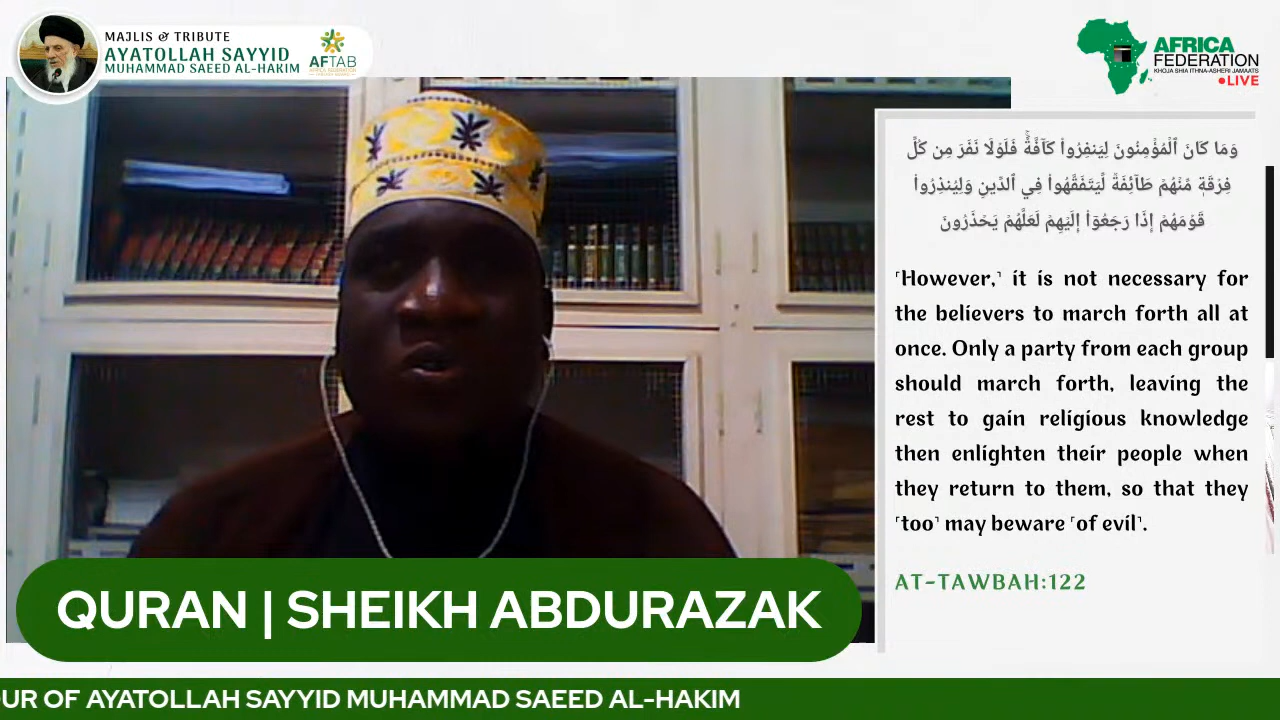 MAJLIS & TRIBUTE
AYATOLLAH SAYYID
MUHAMMAD SAEED AL-HAKIM
AFTAB
AFRICA
FEDERATION
KHOJA SHIA ITHNA-ASHERI JAMAATS
LIVE
وَمَا كَانَ ٱلْمُؤْمِنُونَ لِيَنفِرُوا۟ كَآفَّةً ۚ فَلَوْلَا نَفَرَ مِن كُلِّ
فِرْقَةٍ مِّنْهُمْ طَآئِفَةٌ لِّيَتَفَقَّهُوا۟ فِى ٱلدِّينِ وَلِيُنذِرُوا۟
قَوْمَهُمْ إِذَا رَجَعُوٓا۟ إِلَيْهِمْ لَعَلَّهُمْ يَحْذَرُونَ
⸢However,⸣ it is not necessary for
the believers to march forth all at
once. Only a party from each group
should march forth, leaving the
rest to gain religious knowledge
then enlighten their people when
they return to them, so that they
⸢too⸣ may beware ⸢of evil⸣.
AT-TAWBAH:122
QURAN | SHEIKH ABDURAZAK
OUR OF AYATOLLAH SAYYID MUHAMMAD SAEED AL-HAKIM